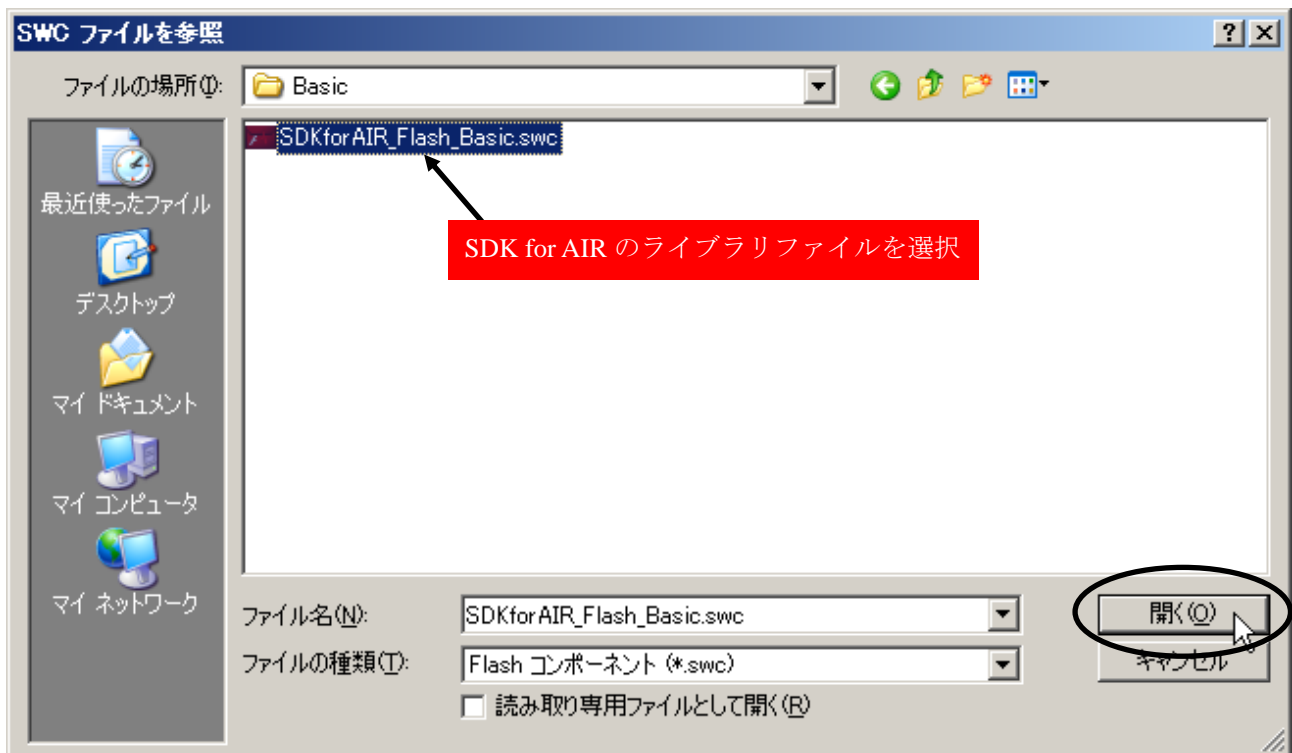 SWC ファイルを参照
ファイルの場所(I):
Basic
SDKforAIR_Flash_Basic.swc
SDK for AIR のライブラリファイルを選択
最近使ったファイル
デスクトップ
マイ ドキュメント
マイ コンピュータ
マイ ネットワーク
ファイル名(N):
SDKforAIR_Flash_Basic.swc
開く(O)
ファイルの種類(T):
Flash コンポーネント (*.swc)
キャンセル
読み取り専用ファイルとして開く(R)